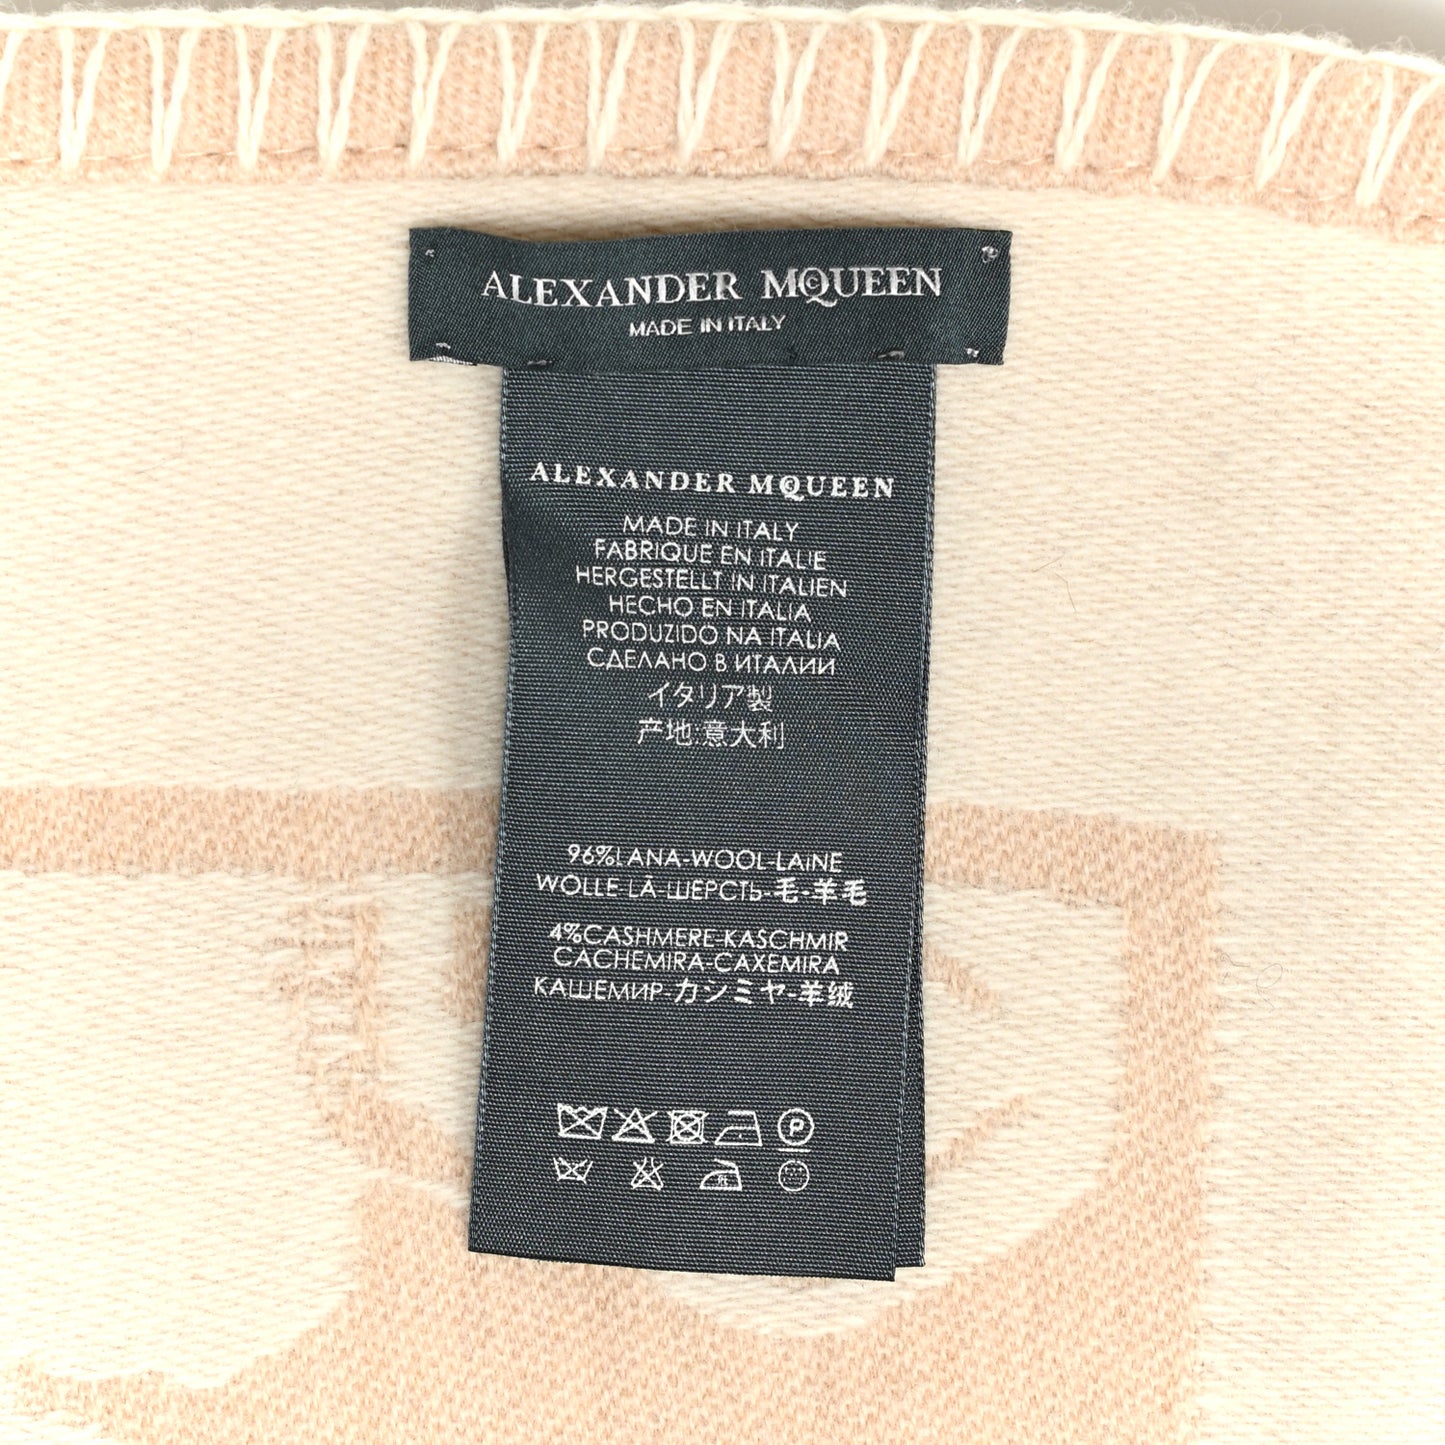 ALEXANDER MCQUEEN
MADE IN ITALY
ALEXANDER MCQUEEN
MADE IN ITALY
FABRIQUE EN ITALIE
HERGESTELLT IN ITALIEN
HECHO EN ITALIA
PRODUZIDO NA ITALIA
СДЕЛАНО В ИТАЛИИ
イタリア製
产地:意大利
96%LANA-WOOL-LAINE
WOLLE-LÃ-ШЕРСТЬ-毛-羊毛
4%CASHMERE-KASCHMIR
CACHEMIRA-CAXEMIRA
КАШЕМИР-カシミヤ-羊绒
P